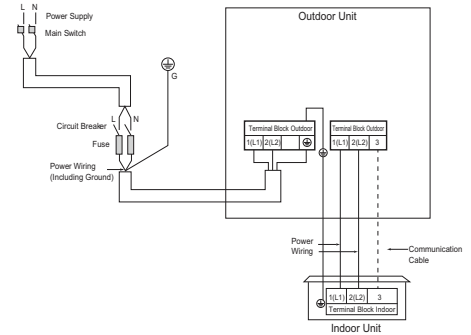 L N
Power Supply
Main Switch
G
L N
Circuit Breaker
Fuse
Power Wiring
(Including Ground)
Outdoor Unit
Terminal Block Outdoor
1(L1) 2(L2)
Terminal Block Outdoor
1(L1) 2(L2) 3
Power
Wiring
Communication
Cable
1(L1) 2(L2) 3
Terminal Block Indoor
Indoor Unit